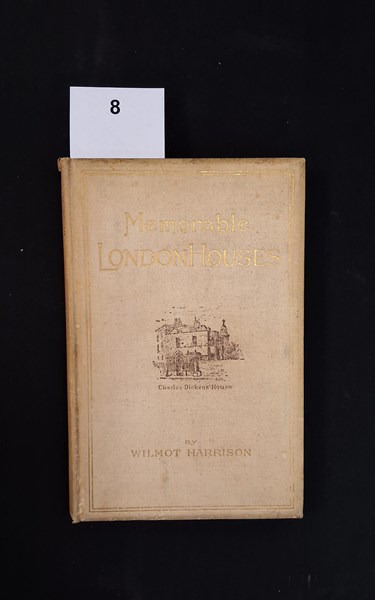 8
Memorable
LONDON HOUSES
Charles Dickens' House
BY
WILMOT HARRISON